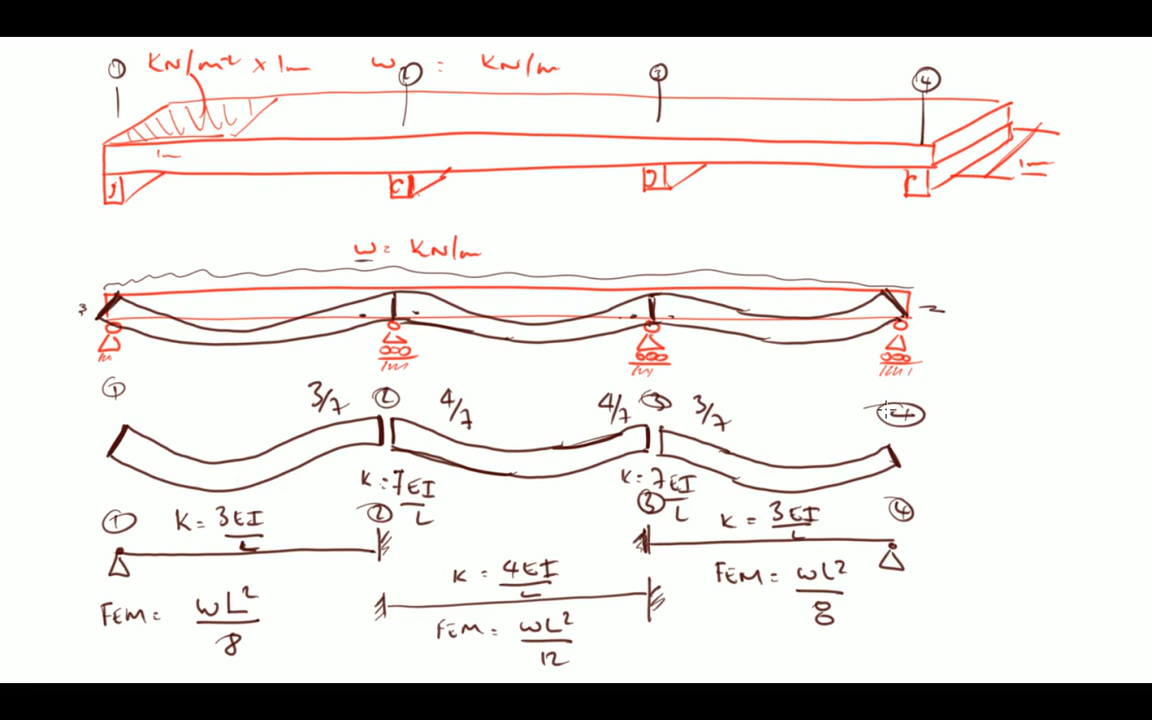 ① KN/m² x 1m w = KN/m ② ③ ④
1m 1m
w = KN/m
① 3/7 ② 4/7 4/7 ③ 3/7 ④
K = 7EI/L K = 7EI/L
① K = 3EI/L ② ③ K = 3EI/L ④
K = 4EI/L
FEM = wL²/8 FEM = wL²/12 FEM = wL²/8